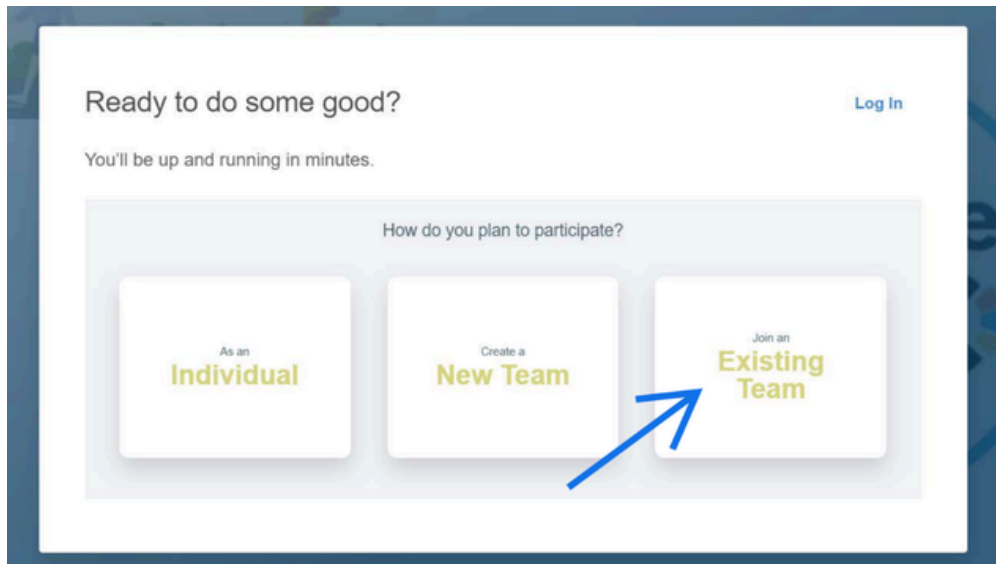 Ready to do some good?
Log In
You'll be up and running in minutes.
How do you plan to participate?
As an
Individual
Create a
New Team
Join an
Existing
Team